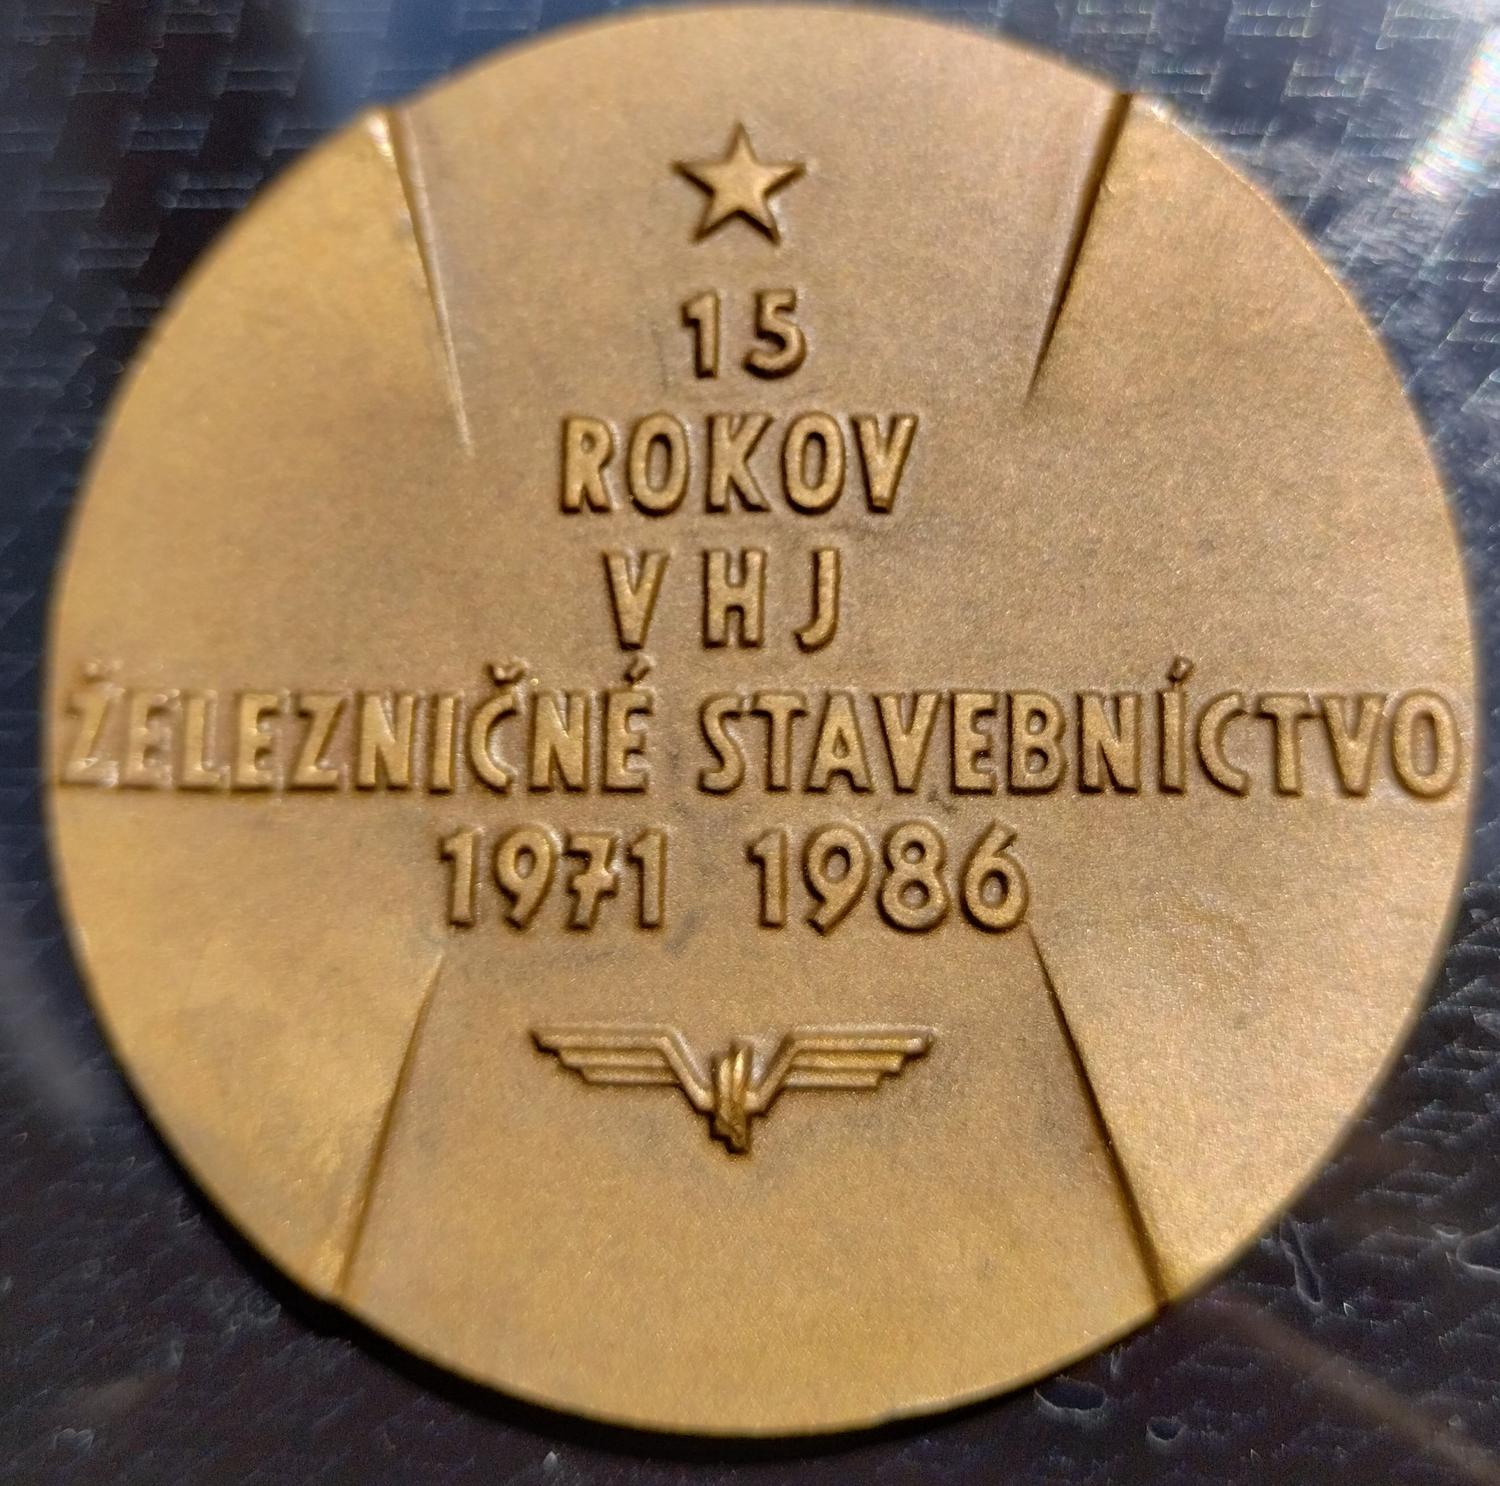 15
ROKOV
VHJ
ŽELEZNIČNÉ STAVEBNÍCTVO
1971 1986